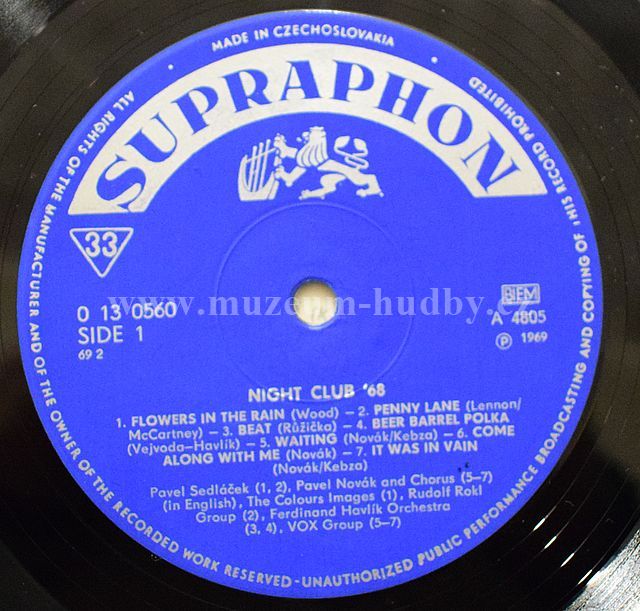 MADE IN CZECHOSLOVAKIA
SUPRAPHON
33
0 13 0560
SIDE 1
69 2
BIEM
A 4805
Ⓟ 1969
www.muzeum-hudby.cz
NIGHT CLUB '68
1. FLOWERS IN THE RAIN (Wood) – 2. PENNY LANE (Lennon/
McCartney) – 3. BEAT (Růžička) – 4. BEER BARREL POLKA
(Vejvoda-Havlík) – 5. WAITING (Novák/Kebza) – 6. COME
ALONG WITH ME (Novák) – 7. IT WAS IN VAIN
(Novák/Kebza)
Pavel Sedláček (1, 2), Pavel Novák and Chorus (5–7)
(in English), The Colours Images (1), Rudolf Rokl
Group (2), Ferdinand Havlík Orchestra
(3, 4), VOX Group (5–7)
ALL RIGHTS OF THE MANUFACTURER AND OF THE OWNER OF THE RECORDED WORK RESERVED – UNAUTHORIZED PUBLIC PERFORMANCE BROADCASTING AND COPYING OF THIS RECORD PROHIBITED